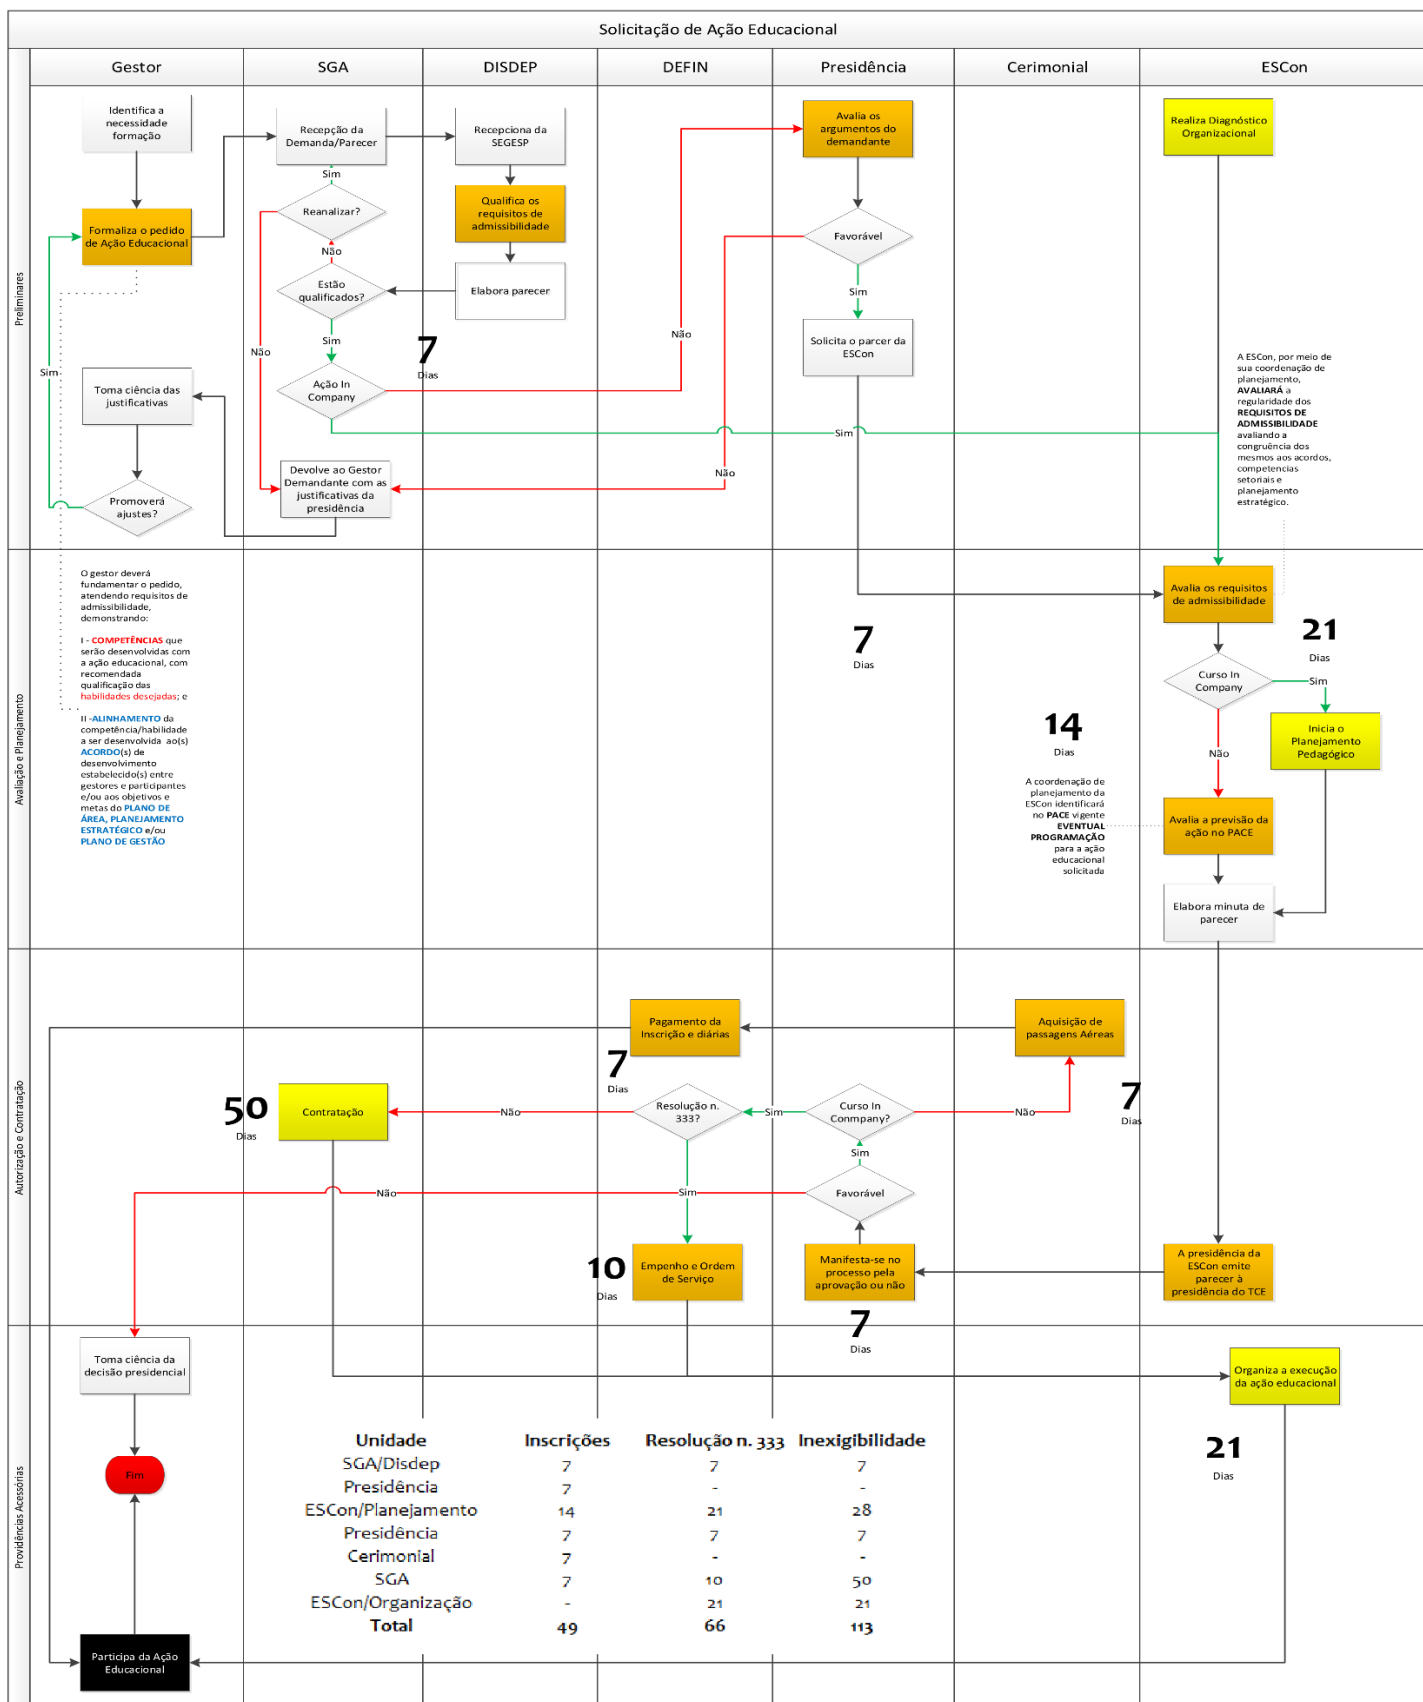 Solicitação de Ação Educacional
Gestor
SGA
DISDEP
DEFIN
Presidência
Cerimonial
ESCon
Preliminares
Identifica a
necessidade
formação
Recepção da
Demanda/Parecer
Recepciona da
SEGESP
Avalia os
argumentos do
demandante
Realiza Diagnóstico
Organizacional
Sim
Reanalizar?
Qualifica os
requisitos de
admissibilidade
Formaliza o pedido
de Ação Educacional
Favorável
Não
Estão
qualificados?
Elabora parecer
Sim
Sim
Não
7
Dias
Não
Solicita o parcer da
ESCon
Sim
Toma ciência das
justificativas
Ação In
Company
A ESCon, por meio de
sua coordenação de
planejamento,
AVALIARÁ a
regularidade dos
REQUISITOS DE
ADMISSIBILIDADE
avaliando a
congruência dos
mesmos aos acordos,
competencias
setoriais e
planejamento
estratégico.
Sim
Não
Devolve ao Gestor
Demandante com as
justificativas da
presidência
Promoverá
ajustes?
Avaliação e Planejamento
O gestor deverá
fundamentar o pedido,
atendendo requisitos de
admissibilidade,
demonstrando:
I - COMPETÊNCIAS que
serão desenvolvidas com
a ação educacional, com
recomendada
qualificação das
habilidades desejadas; e
II -ALINHAMENTO da
competência/habilidade
a ser desenvolvida ao(s)
ACORDO(s) de
desenvolvimento
estabelecido(s) entre
gestores e participantes
e/ou aos objetivos e
metas do PLANO DE
ÁREA, PLANEJAMENTO
ESTRATÉGICO e/ou
PLANO DE GESTÃO
Avalia os requisitos
de admissibilidade
7
Dias
21
Dias
Curso In
Company
Sim
14
Dias
Inicia o
Planejamento
Pedagógico
Não
A coordenação de
planejamento da
ESCon identificará
no PACE vigente
EVENTUAL
PROGRAMAÇÃO
para a ação
educacional
solicitada
Avalia a previsão da
ação no PACE
Elabora minuta de
parecer
Autorização e Contratação
Pagamento da
Inscrição e diárias
Aquisição de
passagens Aéreas
7
Dias
50
Dias
Contratação
Não
Resolução n.
333?
Sim
Curso In
Conmpany?
Não
7
Dias
Sim
Não
Sim
Favorável
10
Dias
Empenho e Ordem
de Serviço
Manifesta-se no
processo pela
aprovação ou não
A presidência da
ESCon emite
parecer à
presidência do TCE
7
Dias
Providências Acessórias
Toma ciência da
decisão presidencial
Organiza a execução
da ação educacional
21
Dias
Fim
Unidade Inscrições Resolução n. 333 Inexigibilidade
SGA/Disdep 7 7 7
Presidência 7 - -
ESCon/Planejamento 14 21 28
Presidência 7 7 7
Cerimonial 7 - -
SGA 7 10 50
ESCon/Organização - 21 21
Total 49 66 113
Participa da Ação
Educacional